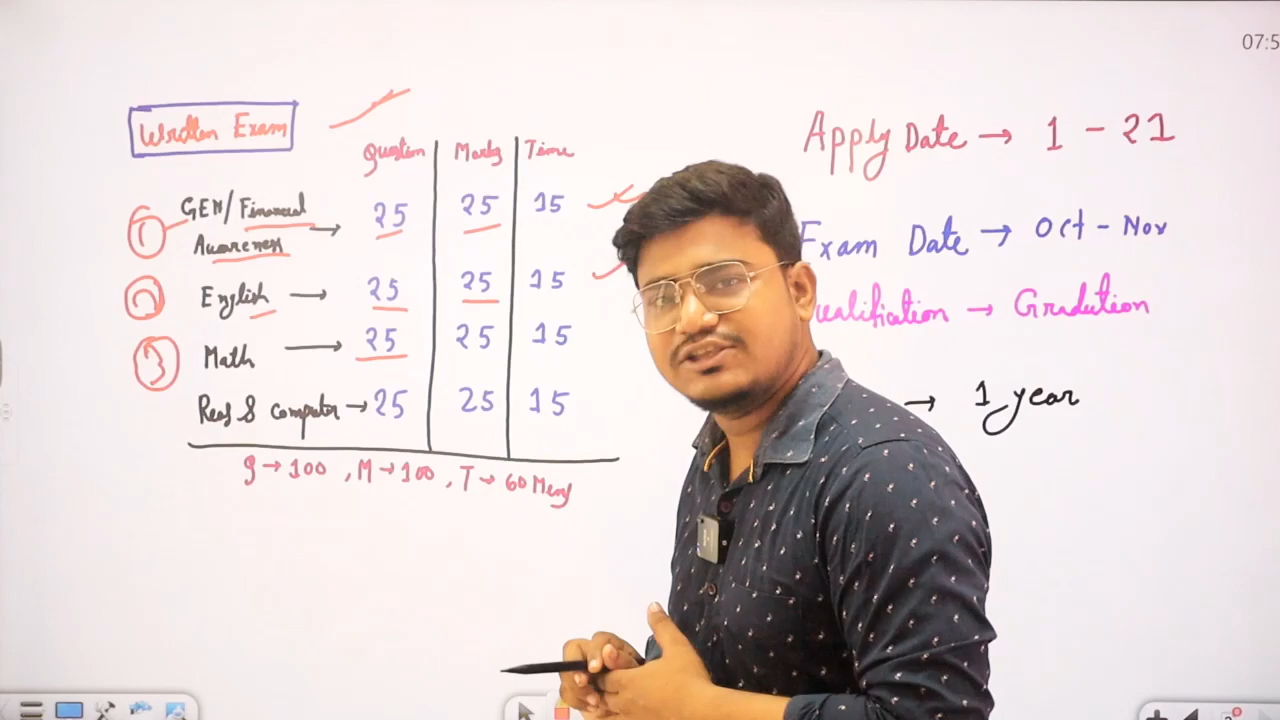 07:5
Written Exam
Question Marks Time
1 GEN/Financial Awareness → 25 25 15
2 English → 25 25 15
3 Math → 25 25 15
Reas & computer → 25 25 15
Q → 100 , M → 100 , T → 60 Mens
Apply Date → 1 - 21
Exam Date → Oct - Nov
ualification → Gradution
→ 1 year